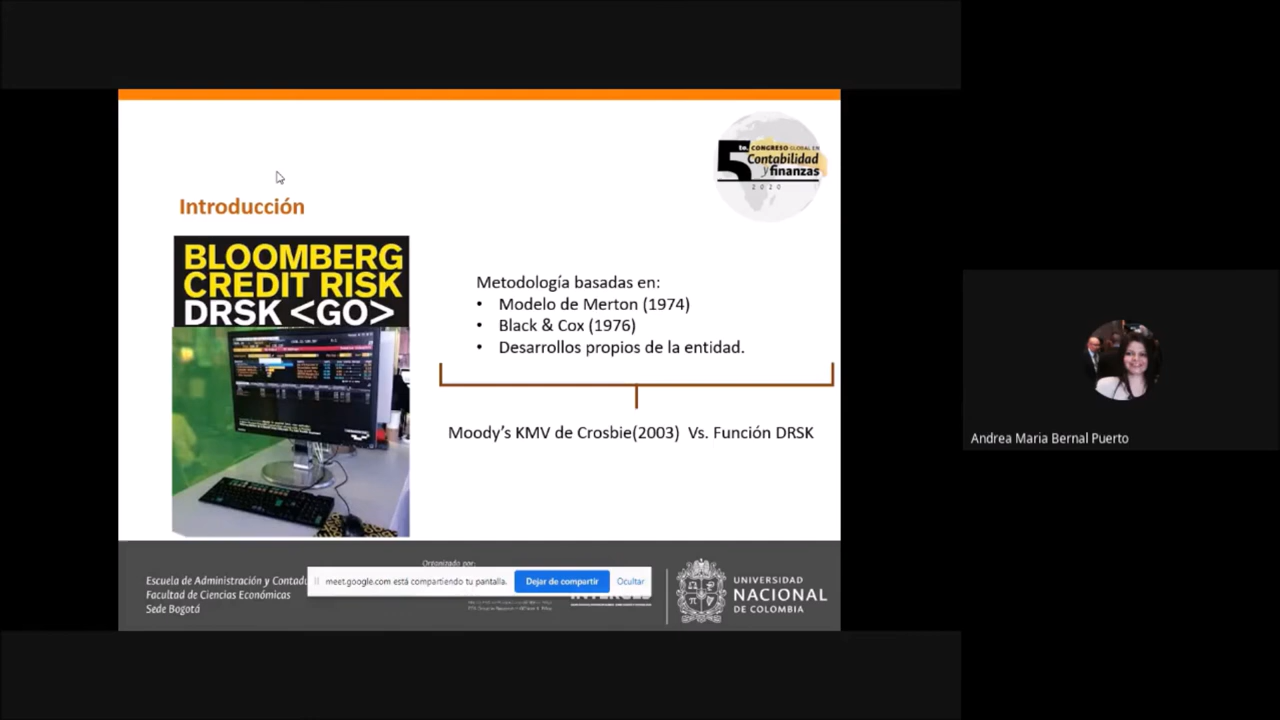 5to. CONGRESO GLOBAL EN
Contabilidad
y finanzas
2020
Introducción
BLOOMBERG
CREDIT RISK
DRSK <GO>
Metodología basadas en:
• Modelo de Merton (1974)
• Black & Cox (1976)
• Desarrollos propios de la entidad.
Moody's KMV de Crosbie(2003) Vs. Función DRSK
Andrea Maria Bernal Puerto
Organizado por:
Escuela de Administración y Contadu
Facultad de Ciencias Económicas
Sede Bogotá
meet.google.com está compartiendo tu pantalla.
Dejar de compartir
Ocultar
UNIVERSIDAD
NACIONAL
DE COLOMBIA